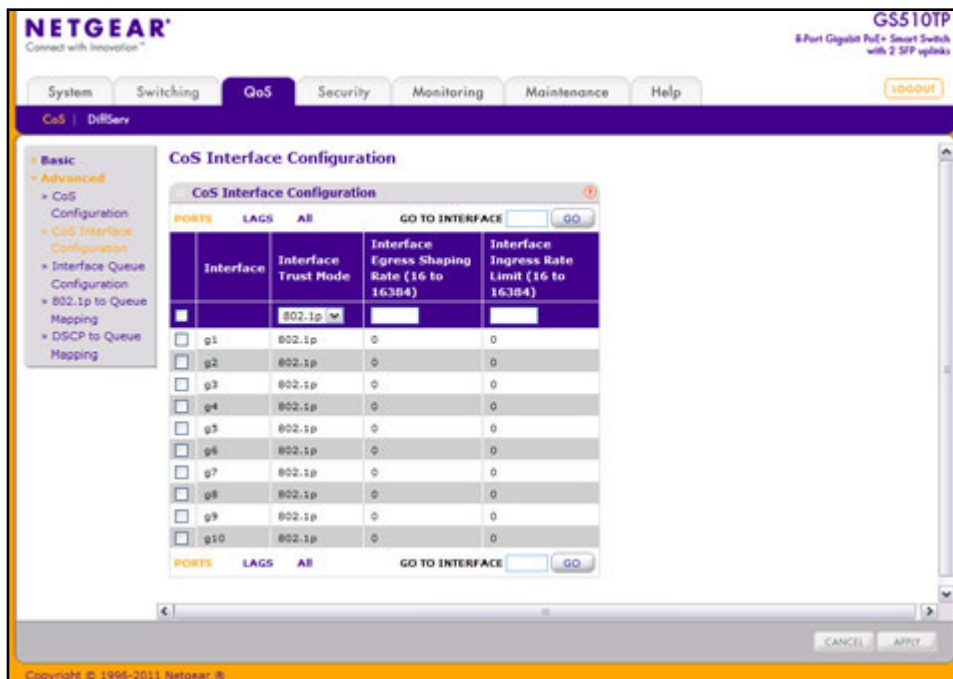 NETGEAR®
Connect with Innovation™
GS510TP
8-Port Gigabit PoE+ Smart Switch
with 2 SFP uplinks
System Switching QoS Security Monitoring Maintenance Help LOGOUT
CoS | DiffServ
Basic
Advanced
» CoS
Configuration
» CoS Interface
Configuration
» Interface Queue
Configuration
» 802.1p to Queue
Mapping
» DSCP to Queue
Mapping
CoS Interface Configuration
CoS Interface Configuration ?
PORTS LAGS All GO TO INTERFACE GO
Interface
Interface
Trust Mode
Interface
Egress Shaping
Rate (16 to
16384)
Interface
Ingress Rate
Limit (16 to
16384)
802.1p
g1 802.1p 0 0
g2 802.1p 0 0
g3 802.1p 0 0
g4 802.1p 0 0
g5 802.1p 0 0
g6 802.1p 0 0
g7 802.1p 0 0
g8 802.1p 0 0
g9 802.1p 0 0
g10 802.1p 0 0
PORTS LAGS All GO TO INTERFACE GO
CANCEL APPLY
Copyright © 1996-2011 Netgear ®